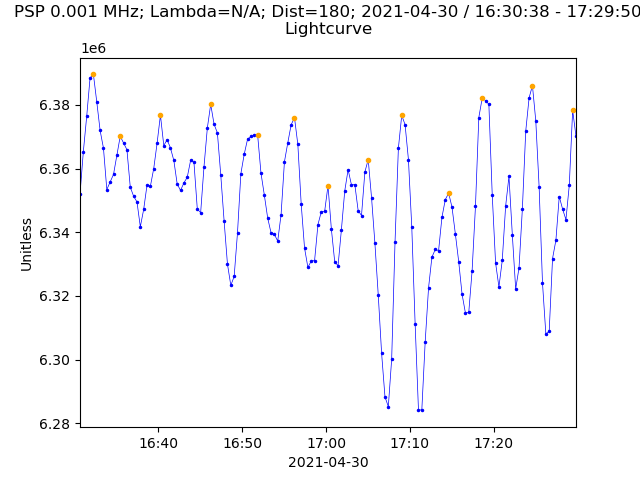 PSP 0.001 MHz; Lambda=N/A; Dist=180; 2021-04-30 / 16:30:38 - 17:29:50
Lightcurve
1e6
6.38
6.36
6.34
6.32
6.30
6.28
Unitless
16:40 16:50 17:00 17:10 17:20
2021-04-30